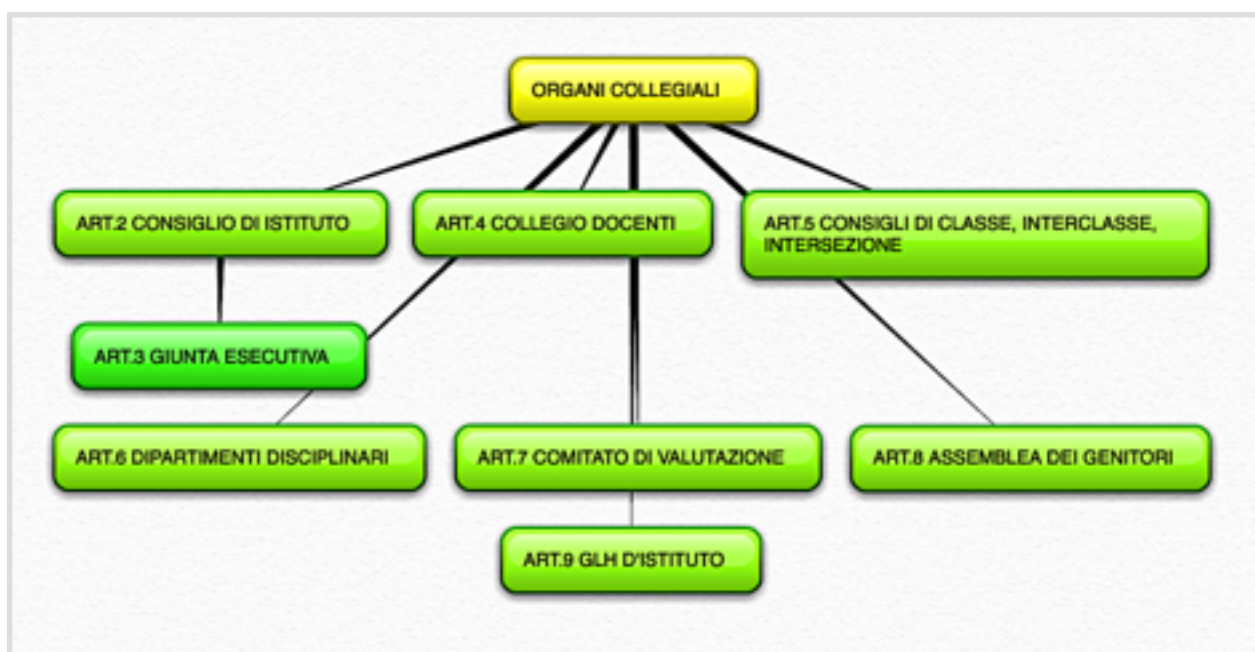 ORGANI COLLEGIALI
ART.2 CONSIGLIO DI ISTITUTO
ART.4 COLLEGIO DOCENTI
ART.5 CONSIGLI DI CLASSE, INTERCLASSE,
INTERSEZIONE
ART.3 GIUNTA ESECUTIVA
ART.6 DIPARTIMENTI DISCIPLINARI
ART.7 COMITATO DI VALUTAZIONE
ART.8 ASSEMBLEA DEI GENITORI
ART.9 GLH D'ISTITUTO